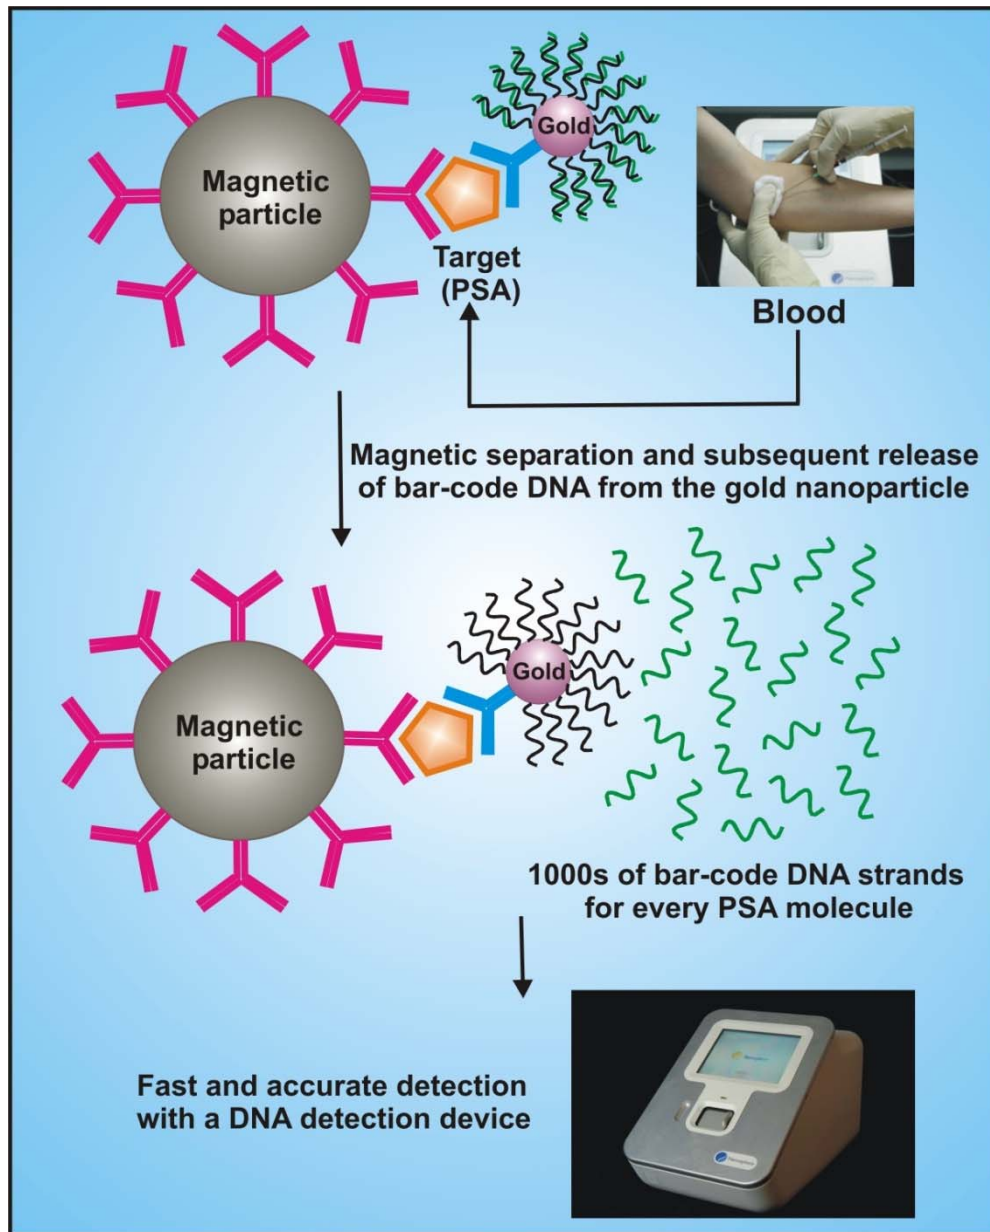 Gold
Magnetic
particle
Target
(PSA)
Blood
Magnetic separation and subsequent release
of bar-code DNA from the gold nanoparticle
Gold
Magnetic
particle
1000s of bar-code DNA strands
for every PSA molecule
Fast and accurate detection
with a DNA detection device